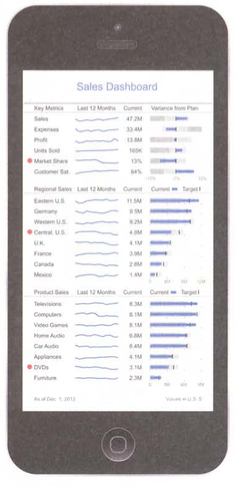 Sales Dashboard
Key Metrics Last 12 Months Current Variance from Plan
Sales 47.2M
Expenses 33.4M
Profit 13.8M
Units Sold 165K
Market Share 13%
Customer Sat. 84%
Regional Sales Last 12 Months Current Current Target
Eastern U.S. 11.5M
Germany 9.5M
Western U.S. 9.2M
Central. U.S. 4.8M
U.K. 4.1M
France 3.9M
Canada 2.8M
Mexico 1.4M
Product Sales Last 12 Months Current Current Target
Televisions 8.3M
Computers 8.1M
Video Games 8.1M
Home Audio 6.8M
Car Audio 6.4M
Appliances 4.1M
DVDs 3.1M
Furniture 2.3M
As of Dec. 1, 2012 Values in U.S. $